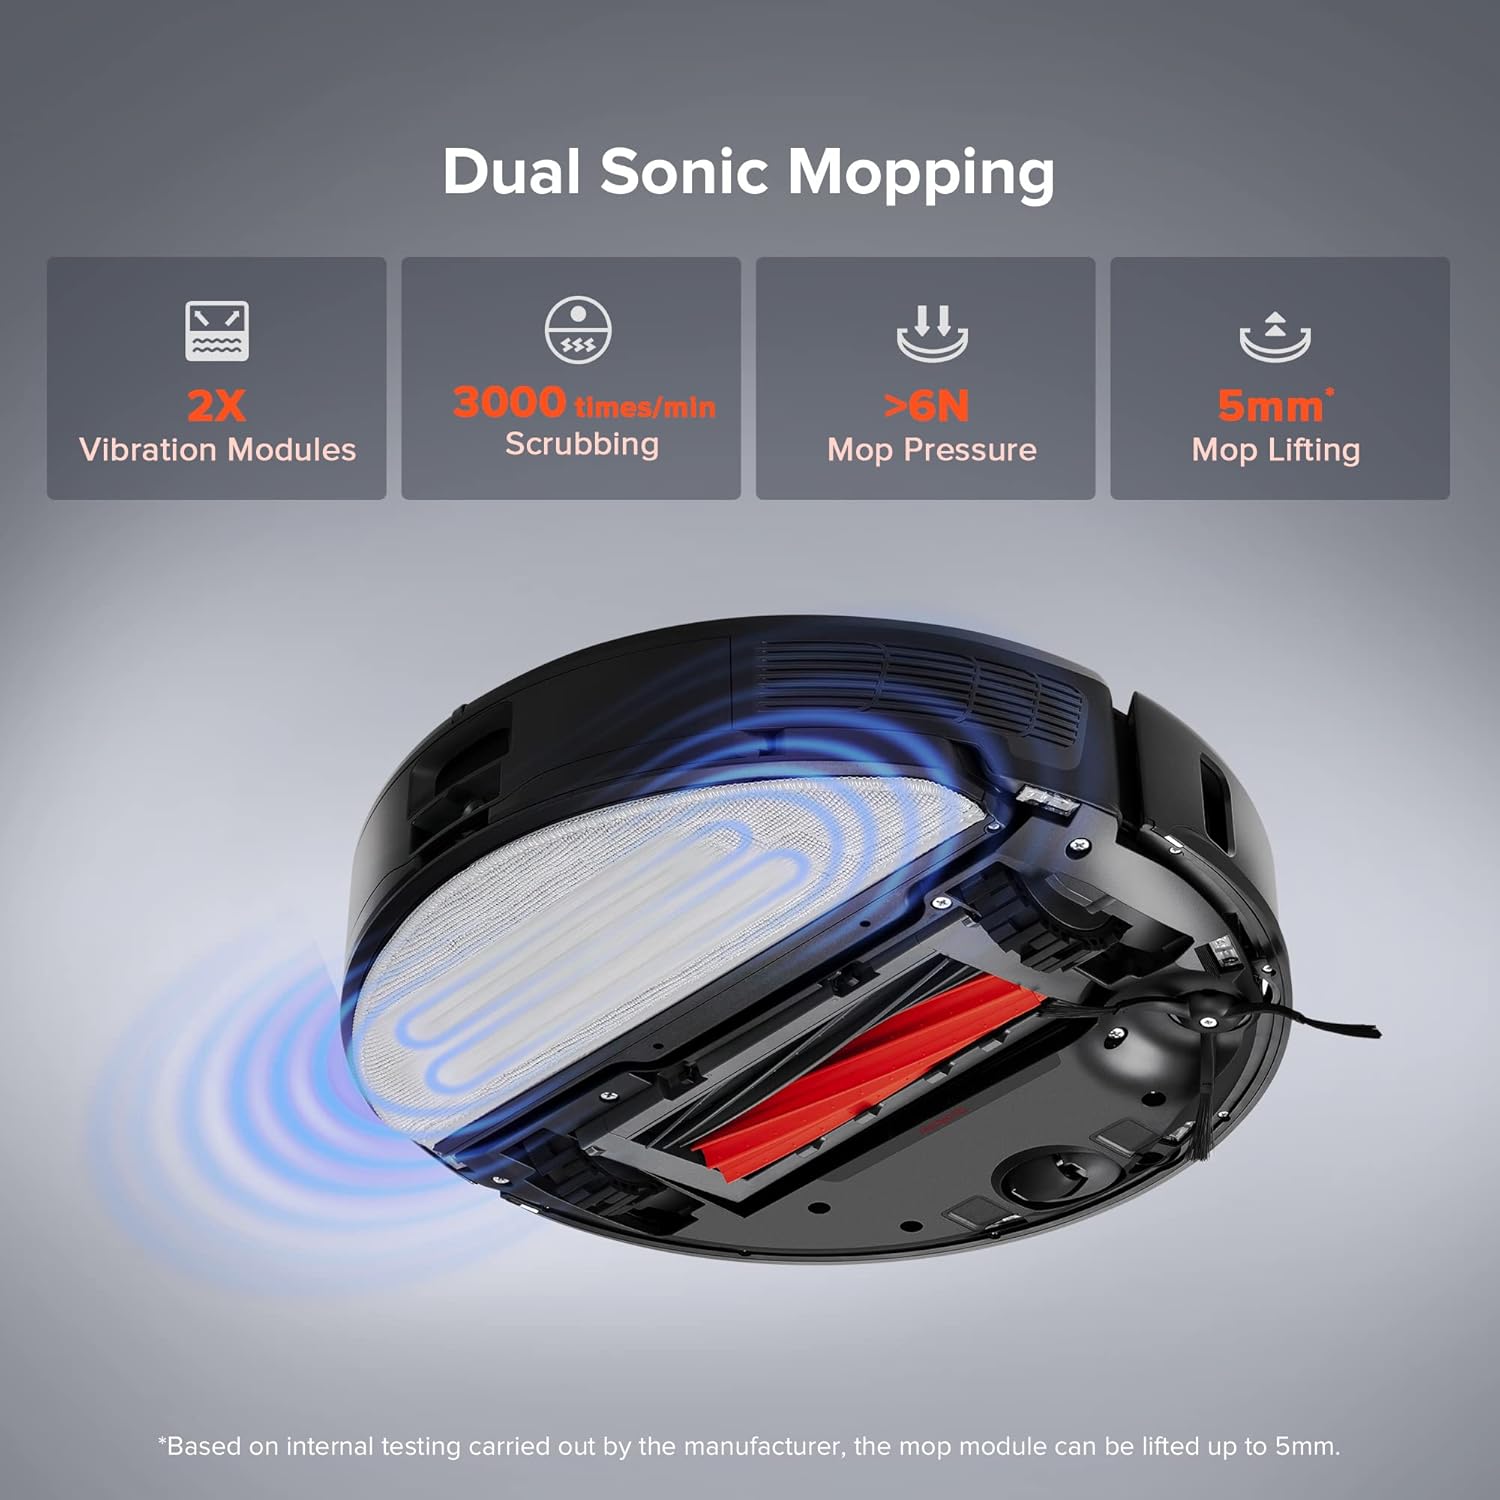 Dual Sonic Mopping
2X
Vibration Modules
3000 times/min
Scrubbing
>6N
Mop Pressure
5mm*
Mop Lifting
*Based on internal testing carried out by the manufacturer, the mop module can be lifted up to 5mm.